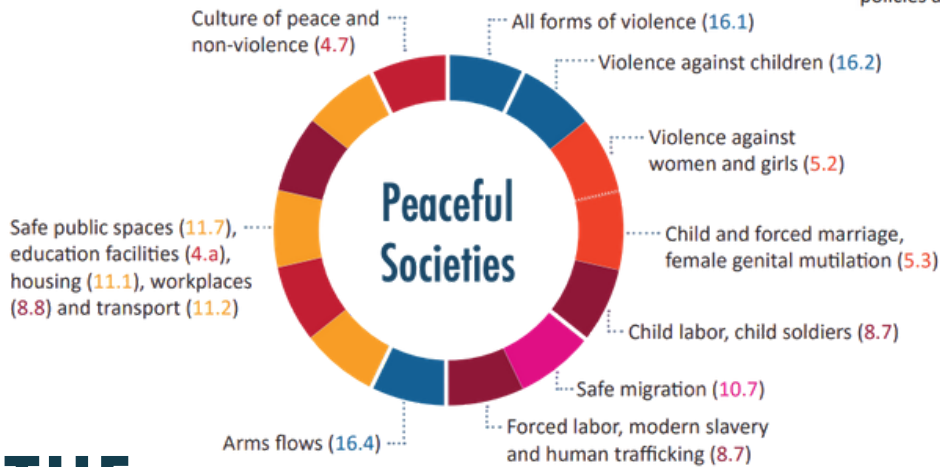 policies a
Culture of peace and
non-violence (4.7)
All forms of violence (16.1)
Violence against children (16.2)
Violence against
women and girls (5.2)
Peaceful
Societies
Safe public spaces (11.7),
education facilities (4.a),
housing (11.1), workplaces
(8.8) and transport (11.2)
Child and forced marriage,
female genital mutilation (5.3)
Child labor, child soldiers (8.7)
Safe migration (10.7)
Forced labor, modern slavery
and human trafficking (8.7)
Arms flows (16.4)